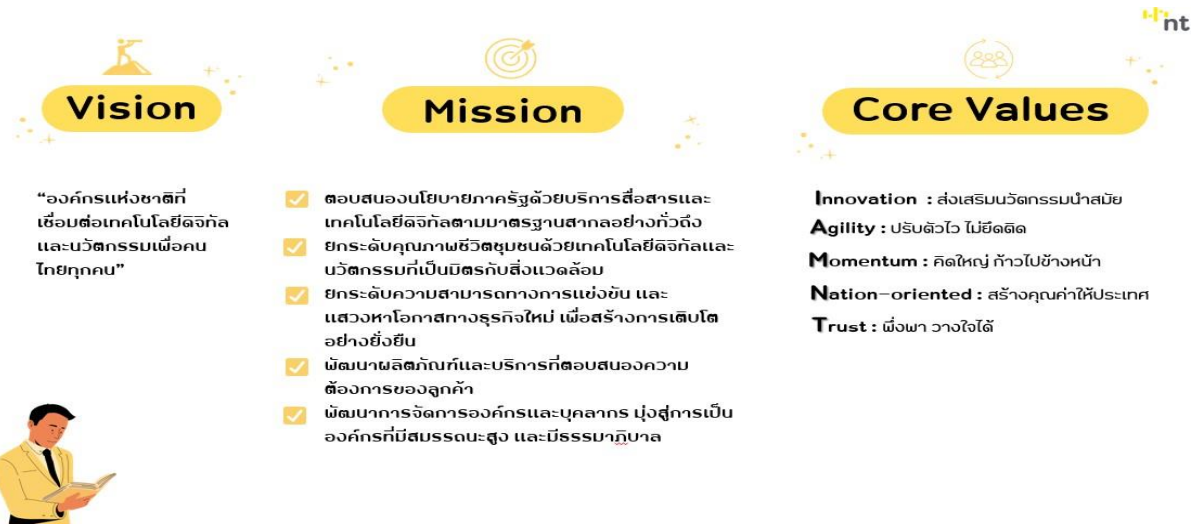 nt
Vision
“องค์กรแห่งชาติที่
เชื่อมต่อเทคโนโลยีดิจิทัล
และนวัตกรรมเพื่อคน
ไทยทุกคน”
Mission
ตอบสนองนโยบายภาครัฐด้วยบริการสื่อสารและ
เทคโนโลยีดิจิทัลตามมาตรฐานสากลอย่างทั่วถึง
ยกระดับคุณภาพชีวิตชุมชนด้วยเทคโนโลยีดิจิทัลและ
นวัตกรรมที่เป็นมิตรกับสิ่งแวดล้อม
ยกระดับความสามารถทางการแข่งขัน และ
แสวงหาโอกาสทางธุรกิจใหม่ เพื่อสร้างการเติบโต
อย่างยั่งยืน
พัฒนาผลิตภัณฑ์และบริการที่ตอบสนองความ
ต้องการของลูกค้า
พัฒนาการจัดการองค์กรและบุคลากร มุ่งสู่การเป็น
องค์กรที่มีสมรรถนะสูง และมีธรรมาภิบาล
Core Values
Innovation : ส่งเสริมนวัตกรรมนำสมัย
Agility : ปรับตัวไว ไม่ยึดติด
Momentum : คิดใหญ่ ก้าวไปข้างหน้า
Nation-oriented : สร้างคุณค่าให้ประเทศ
Trust : พึ่งพา วางใจได้